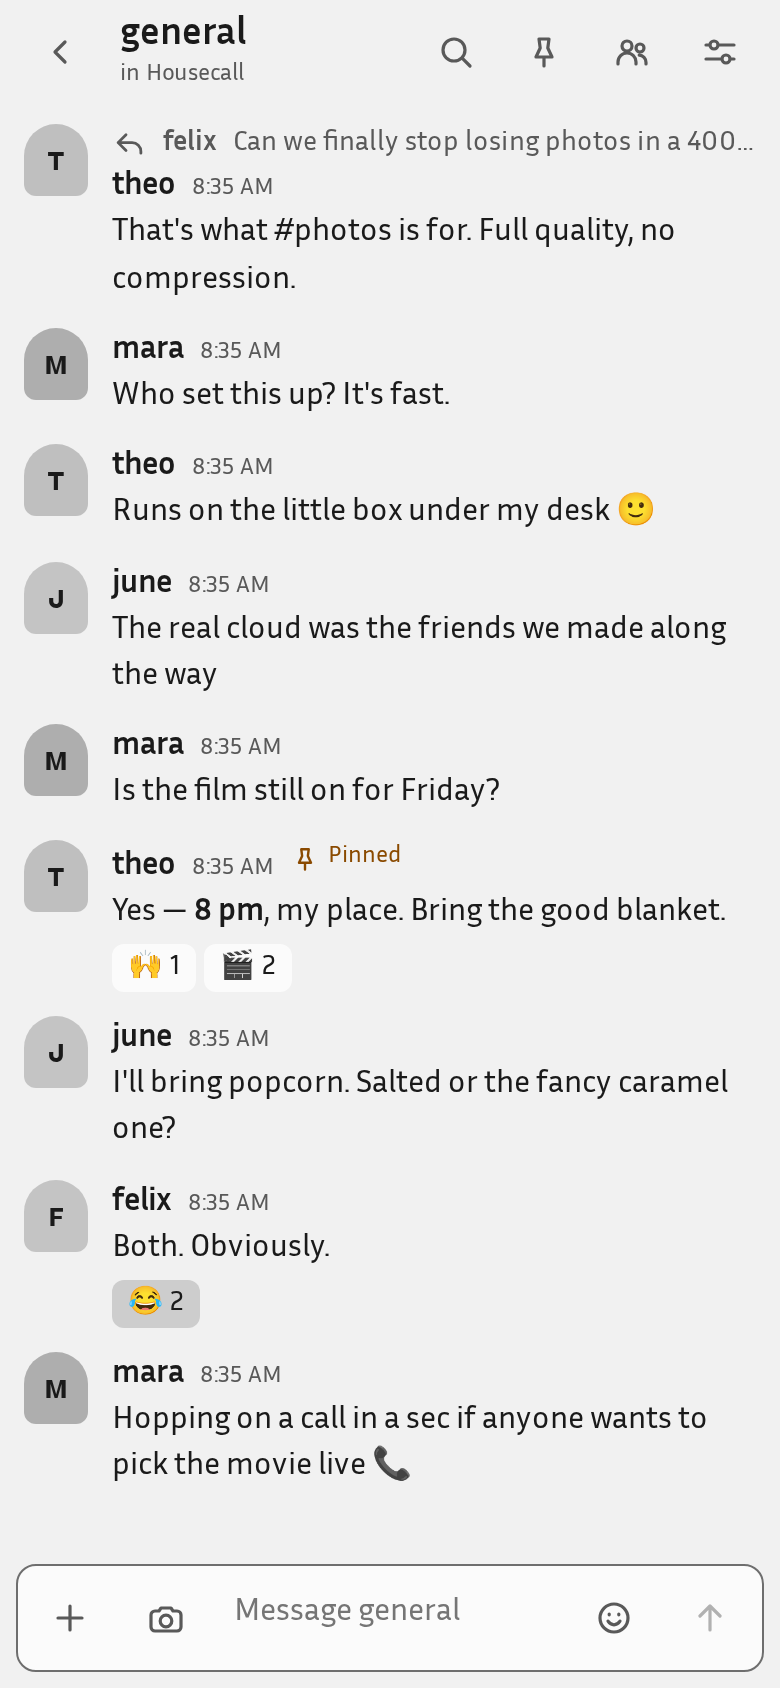 general
in Housecall
T
felix Can we finally stop losing photos in a 400...
theo 8:35 AM
That's what #photos is for. Full quality, no
compression.
M
mara 8:35 AM
Who set this up? It's fast.
T
theo 8:35 AM
Runs on the little box under my desk 🙂
J
june 8:35 AM
The real cloud was the friends we made along
the way
M
mara 8:35 AM
Is the film still on for Friday?
T
theo 8:35 AM Pinned
Yes — 8 pm, my place. Bring the good blanket.
🙌 1 🎬 2
J
june 8:35 AM
I'll bring popcorn. Salted or the fancy caramel
one?
F
felix 8:35 AM
Both. Obviously.
😂 2
M
mara 8:35 AM
Hopping on a call in a sec if anyone wants to
pick the movie live 📞
Message general